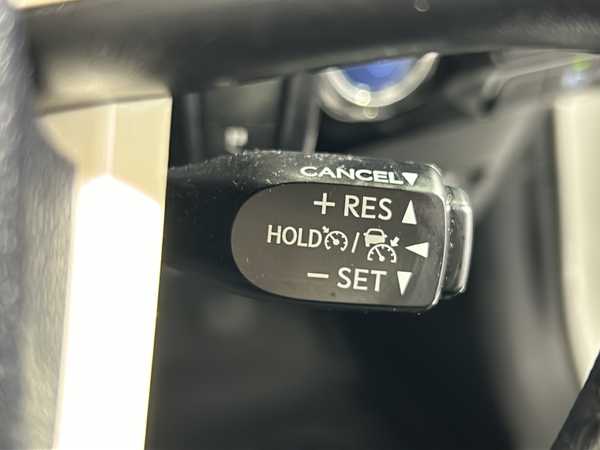 CANCEL▼
+ RES ▲
HOLD / ◀
− SET ▼